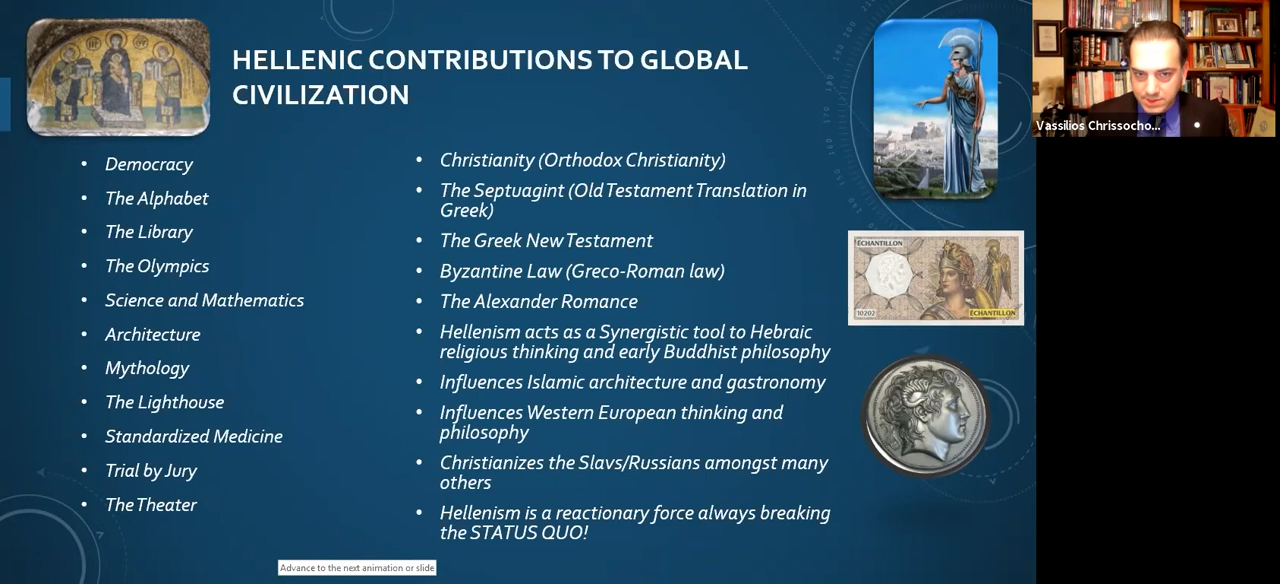 HELLENIC CONTRIBUTIONS TO GLOBAL
CIVILIZATION
Democracy
The Alphabet
The Library
The Olympics
Science and Mathematics
Architecture
Mythology
The Lighthouse
Standardized Medicine
Trial by Jury
The Theater
Christianity (Orthodox Christianity)
The Septuagint (Old Testament Translation in
Greek)
The Greek New Testament
Byzantine Law (Greco-Roman law)
The Alexander Romance
Hellenism acts as a Synergistic tool to Hebraic
religious thinking and early Buddhist philosophy
Influences Islamic architecture and gastronomy
Influences Western European thinking and
philosophy
Christianizes the Slavs/Russians amongst many
others
Hellenism is a reactionary force always breaking
the STATUS QUO!
ÉCHANTILLON
10202
ÉCHANTILLON
Vassilios Chrissocho...
Advance to the next animation or slide